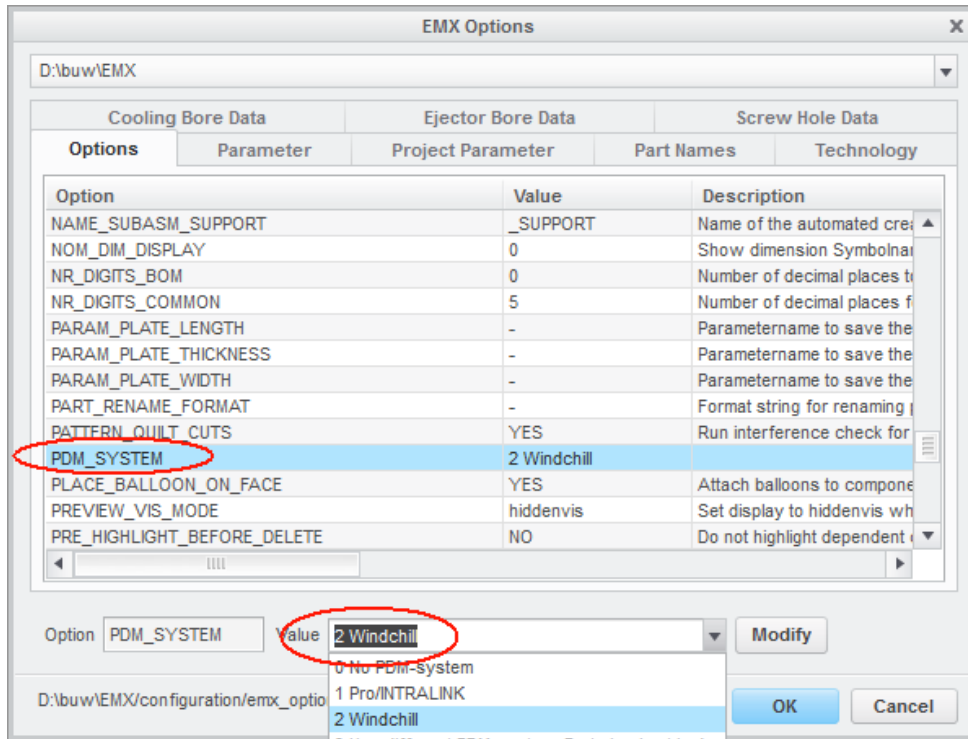 EMX Options
D:\buw\EMX
Cooling Bore Data Ejector Bore Data Screw Hole Data
Options Parameter Project Parameter Part Names Technology
Option Value Description
NAME_SUBASM_SUPPORT _SUPPORT Name of the automated crea
NOM_DIM_DISPLAY 0 Show dimension Symbolnar
NR_DIGITS_BOM 0 Number of decimal places to
NR_DIGITS_COMMON 5 Number of decimal places f
PARAM_PLATE_LENGTH - Parametername to save the
PARAM_PLATE_THICKNESS - Parametername to save the
PARAM_PLATE_WIDTH - Parametername to save the
PART_RENAME_FORMAT - Format string for renaming
PATTERN_QUILT_CUTS YES Run interference check for
PDM_SYSTEM 2 Windchill
PLACE_BALLOON_ON_FACE YES Attach balloons to compone
PREVIEW_VIS_MODE hiddenvis Set display to hiddenvis wh
PRE_HIGHLIGHT_BEFORE_DELETE NO Do not highlight dependent
Option PDM_SYSTEM Value 2 Windchill Modify
0 No PDM-system
1 Pro/INTRALINK
2 Windchill
D:\buw\EMX/configuration/emx_optio OK Cancel